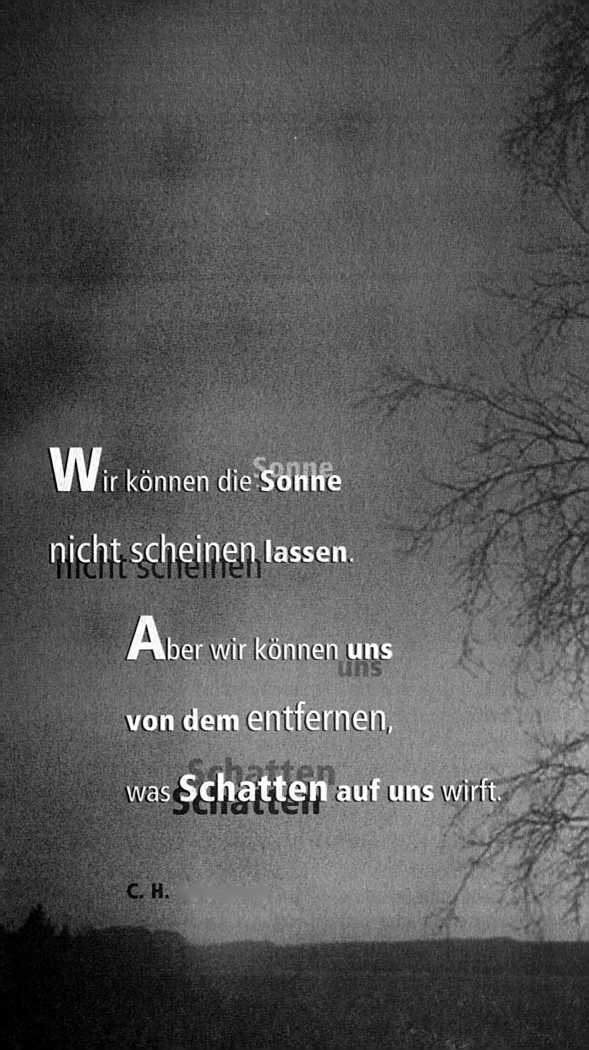 Wir können die Sonne
nicht scheinen lassen.
Aber wir können uns
von dem entfernen,
was Schatten auf uns wirft.
C. H.